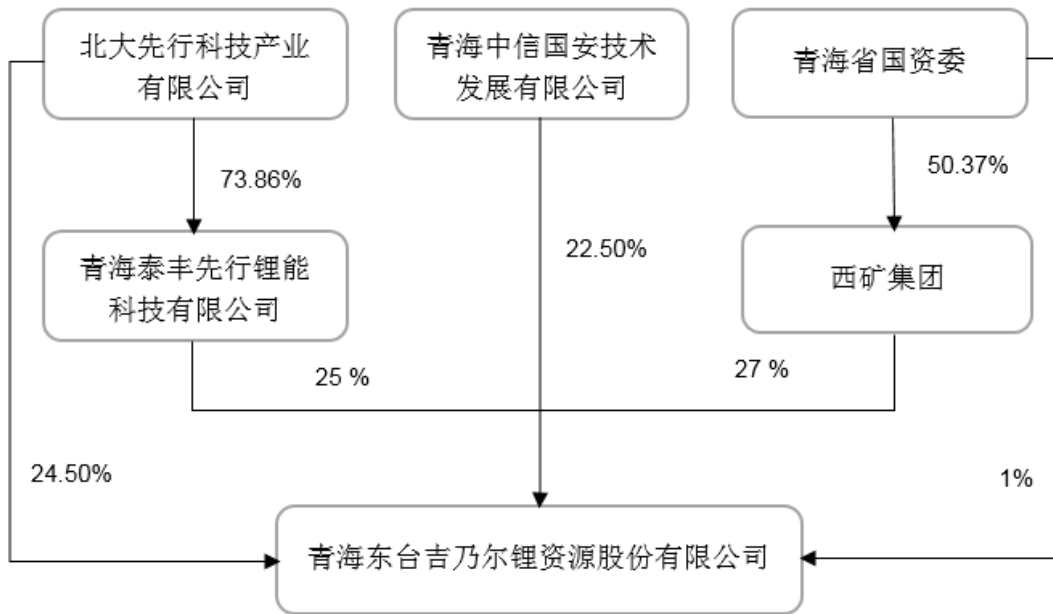 北大先行科技产业
有限公司
青海中信国安技术
发展有限公司
青海省国资委
73.86%
50.37%
22.50%
青海泰丰先行锂能
科技有限公司
西矿集团
25 %
27 %
24.50%
1%
青海东台吉乃尔锂资源股份有限公司